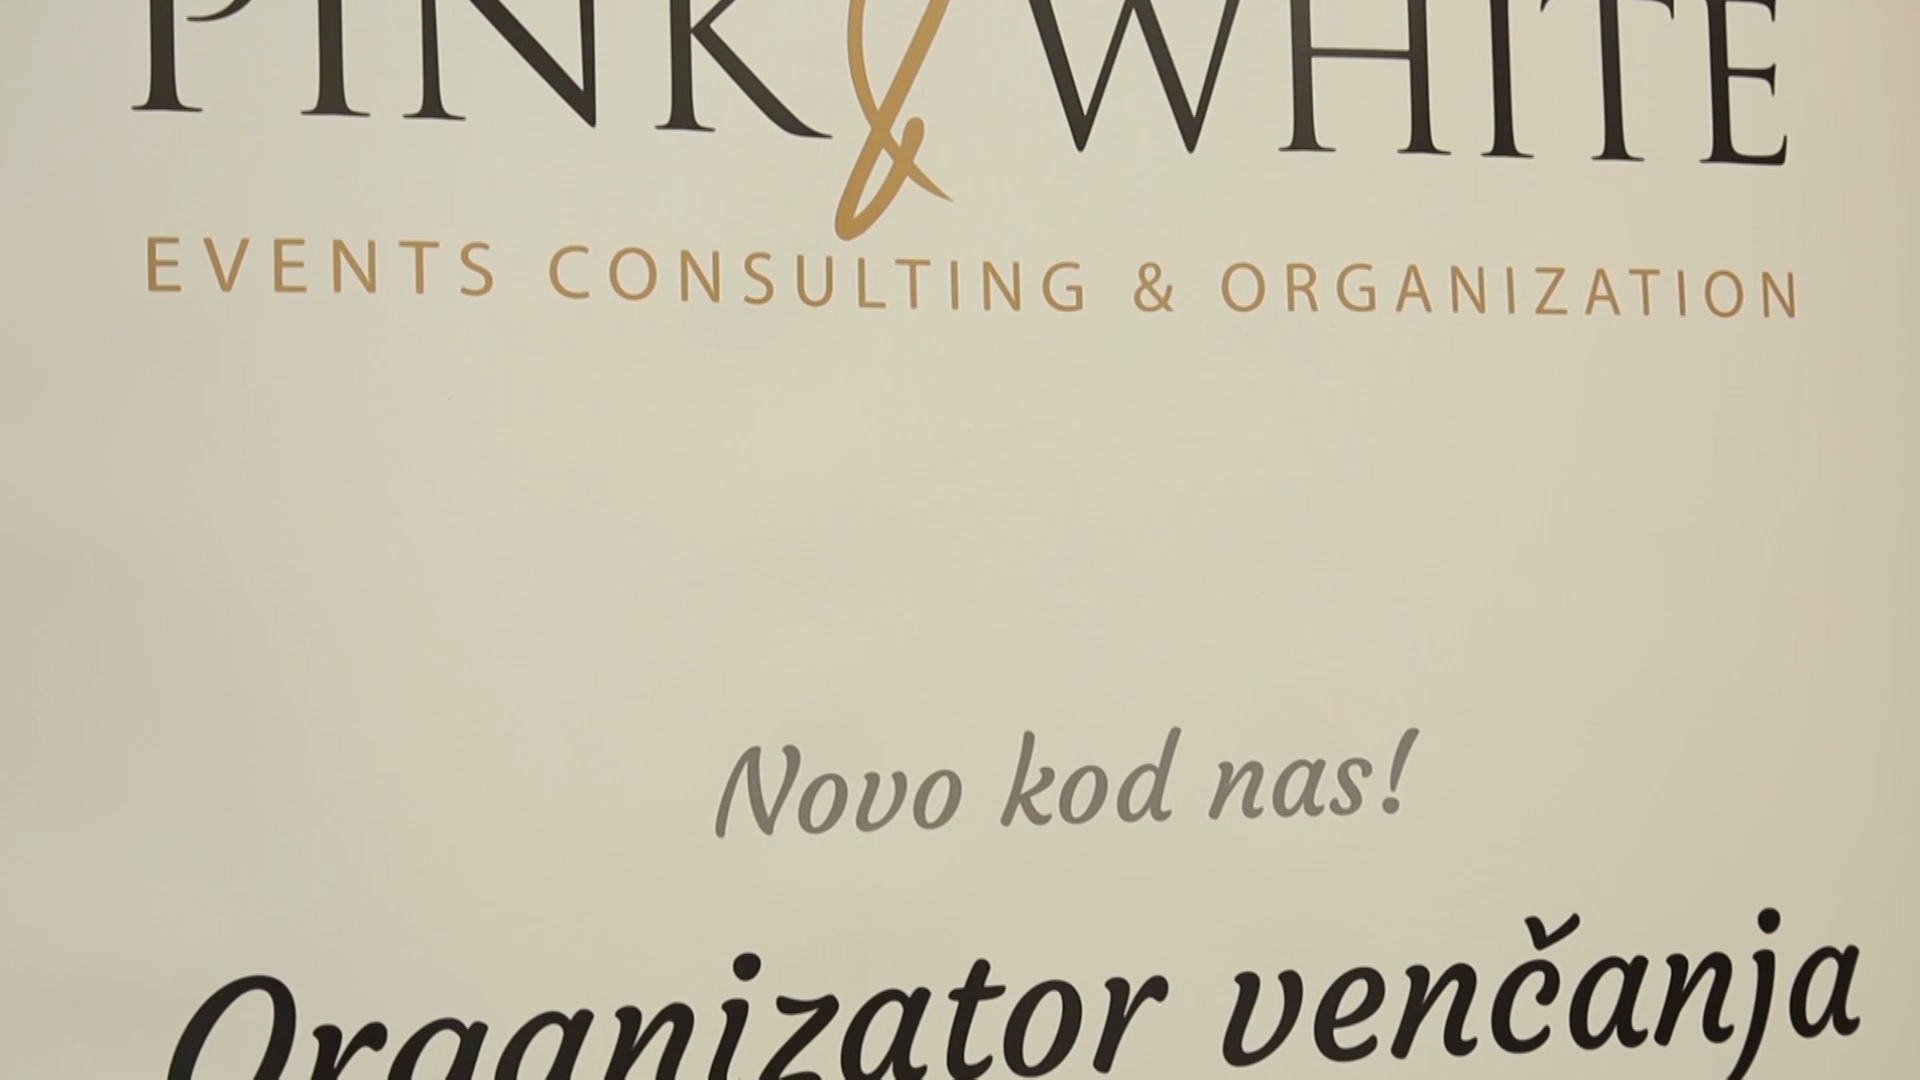 PINK & WHITE
EVENTS CONSULTING & ORGANIZATION
Novo kod nas!
Organizator venčanja